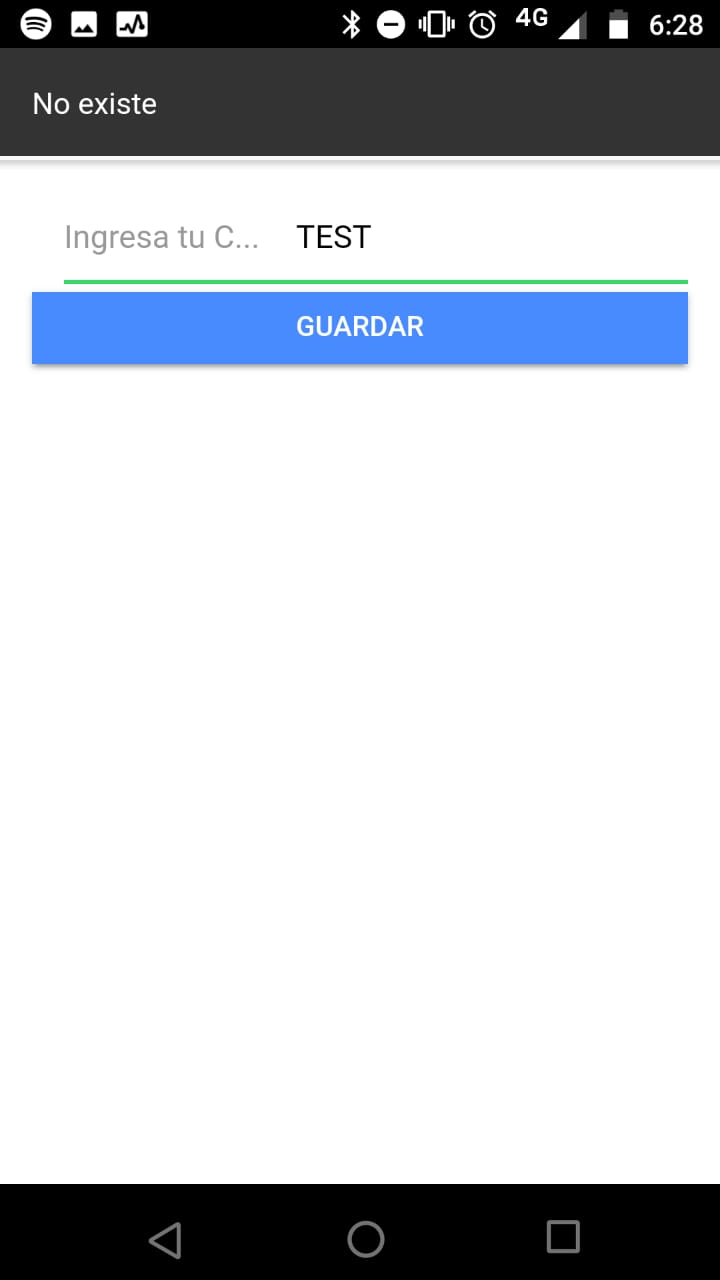 4G 6:28
No existe
Ingresa tu C... TEST
GUARDAR